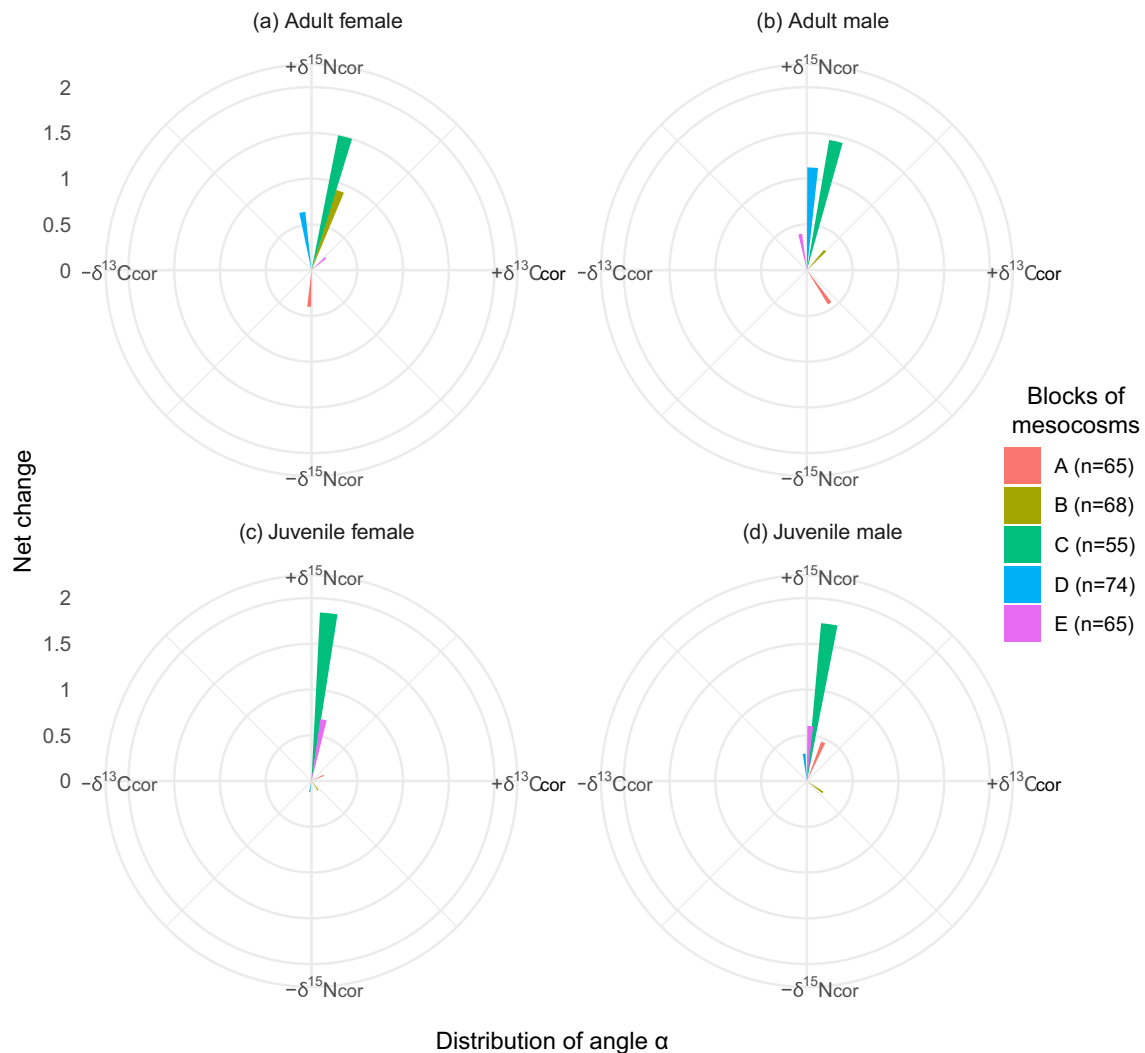 (a) Adult female
(b) Adult male
+δ¹⁵Ncor
+δ¹⁵Ncor
2
1.5
1
0.5
0
−δ¹³Ccor
+δ¹³Ccor
−δ¹³Ccor
+δ¹³Ccor
−δ¹⁵Ncor
−δ¹⁵Ncor
Net change
Blocks of
mesocosms
A (n=65)
B (n=68)
C (n=55)
D (n=74)
E (n=65)
(c) Juvenile female
(d) Juvenile male
+δ¹⁵Ncor
+δ¹⁵Ncor
2
1.5
1
0.5
0
−δ¹³Ccor
+δ¹³Ccor
−δ¹³Ccor
+δ¹³Ccor
−δ¹⁵Ncor
−δ¹⁵Ncor
Distribution of angle α